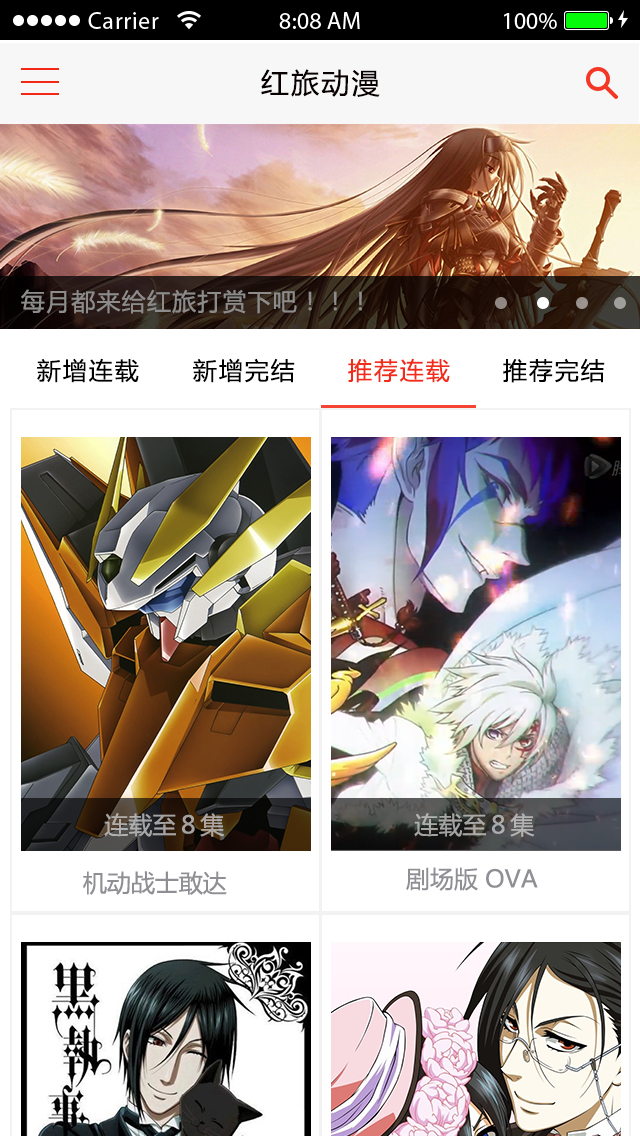 Carrier 8:08 AM 100%
红旅动漫
每月都来给红旅打赏下吧！！！
新增连载 新增完结 推荐连载 推荐完结
连载至8集 连载至8集
机动战士敢达 剧场版 OVA
黒執事